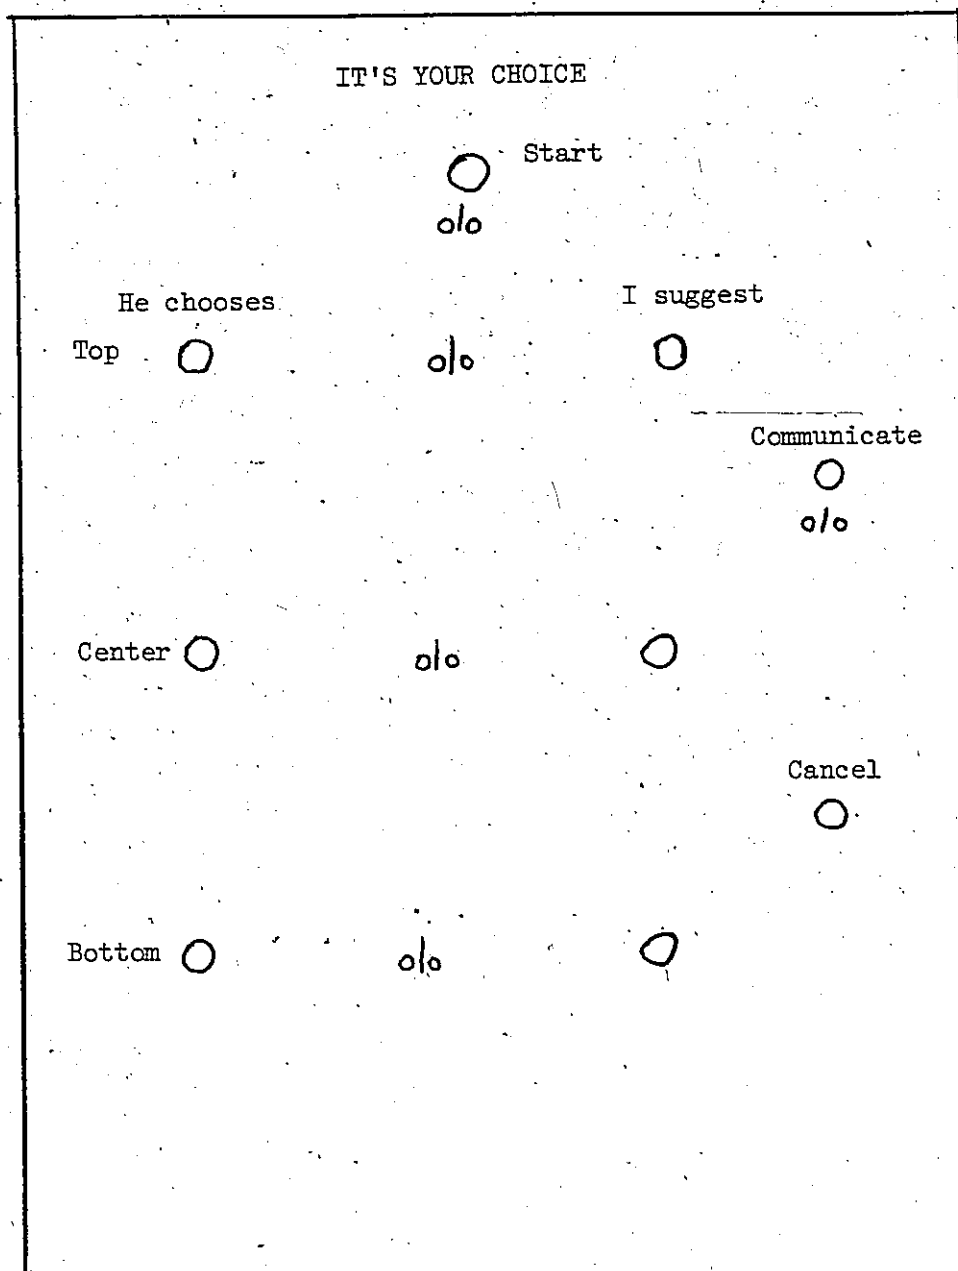 IT'S YOUR CHOICE
Start
He chooses
I suggest
Top
Communicate
Center
Cancel
Bottom